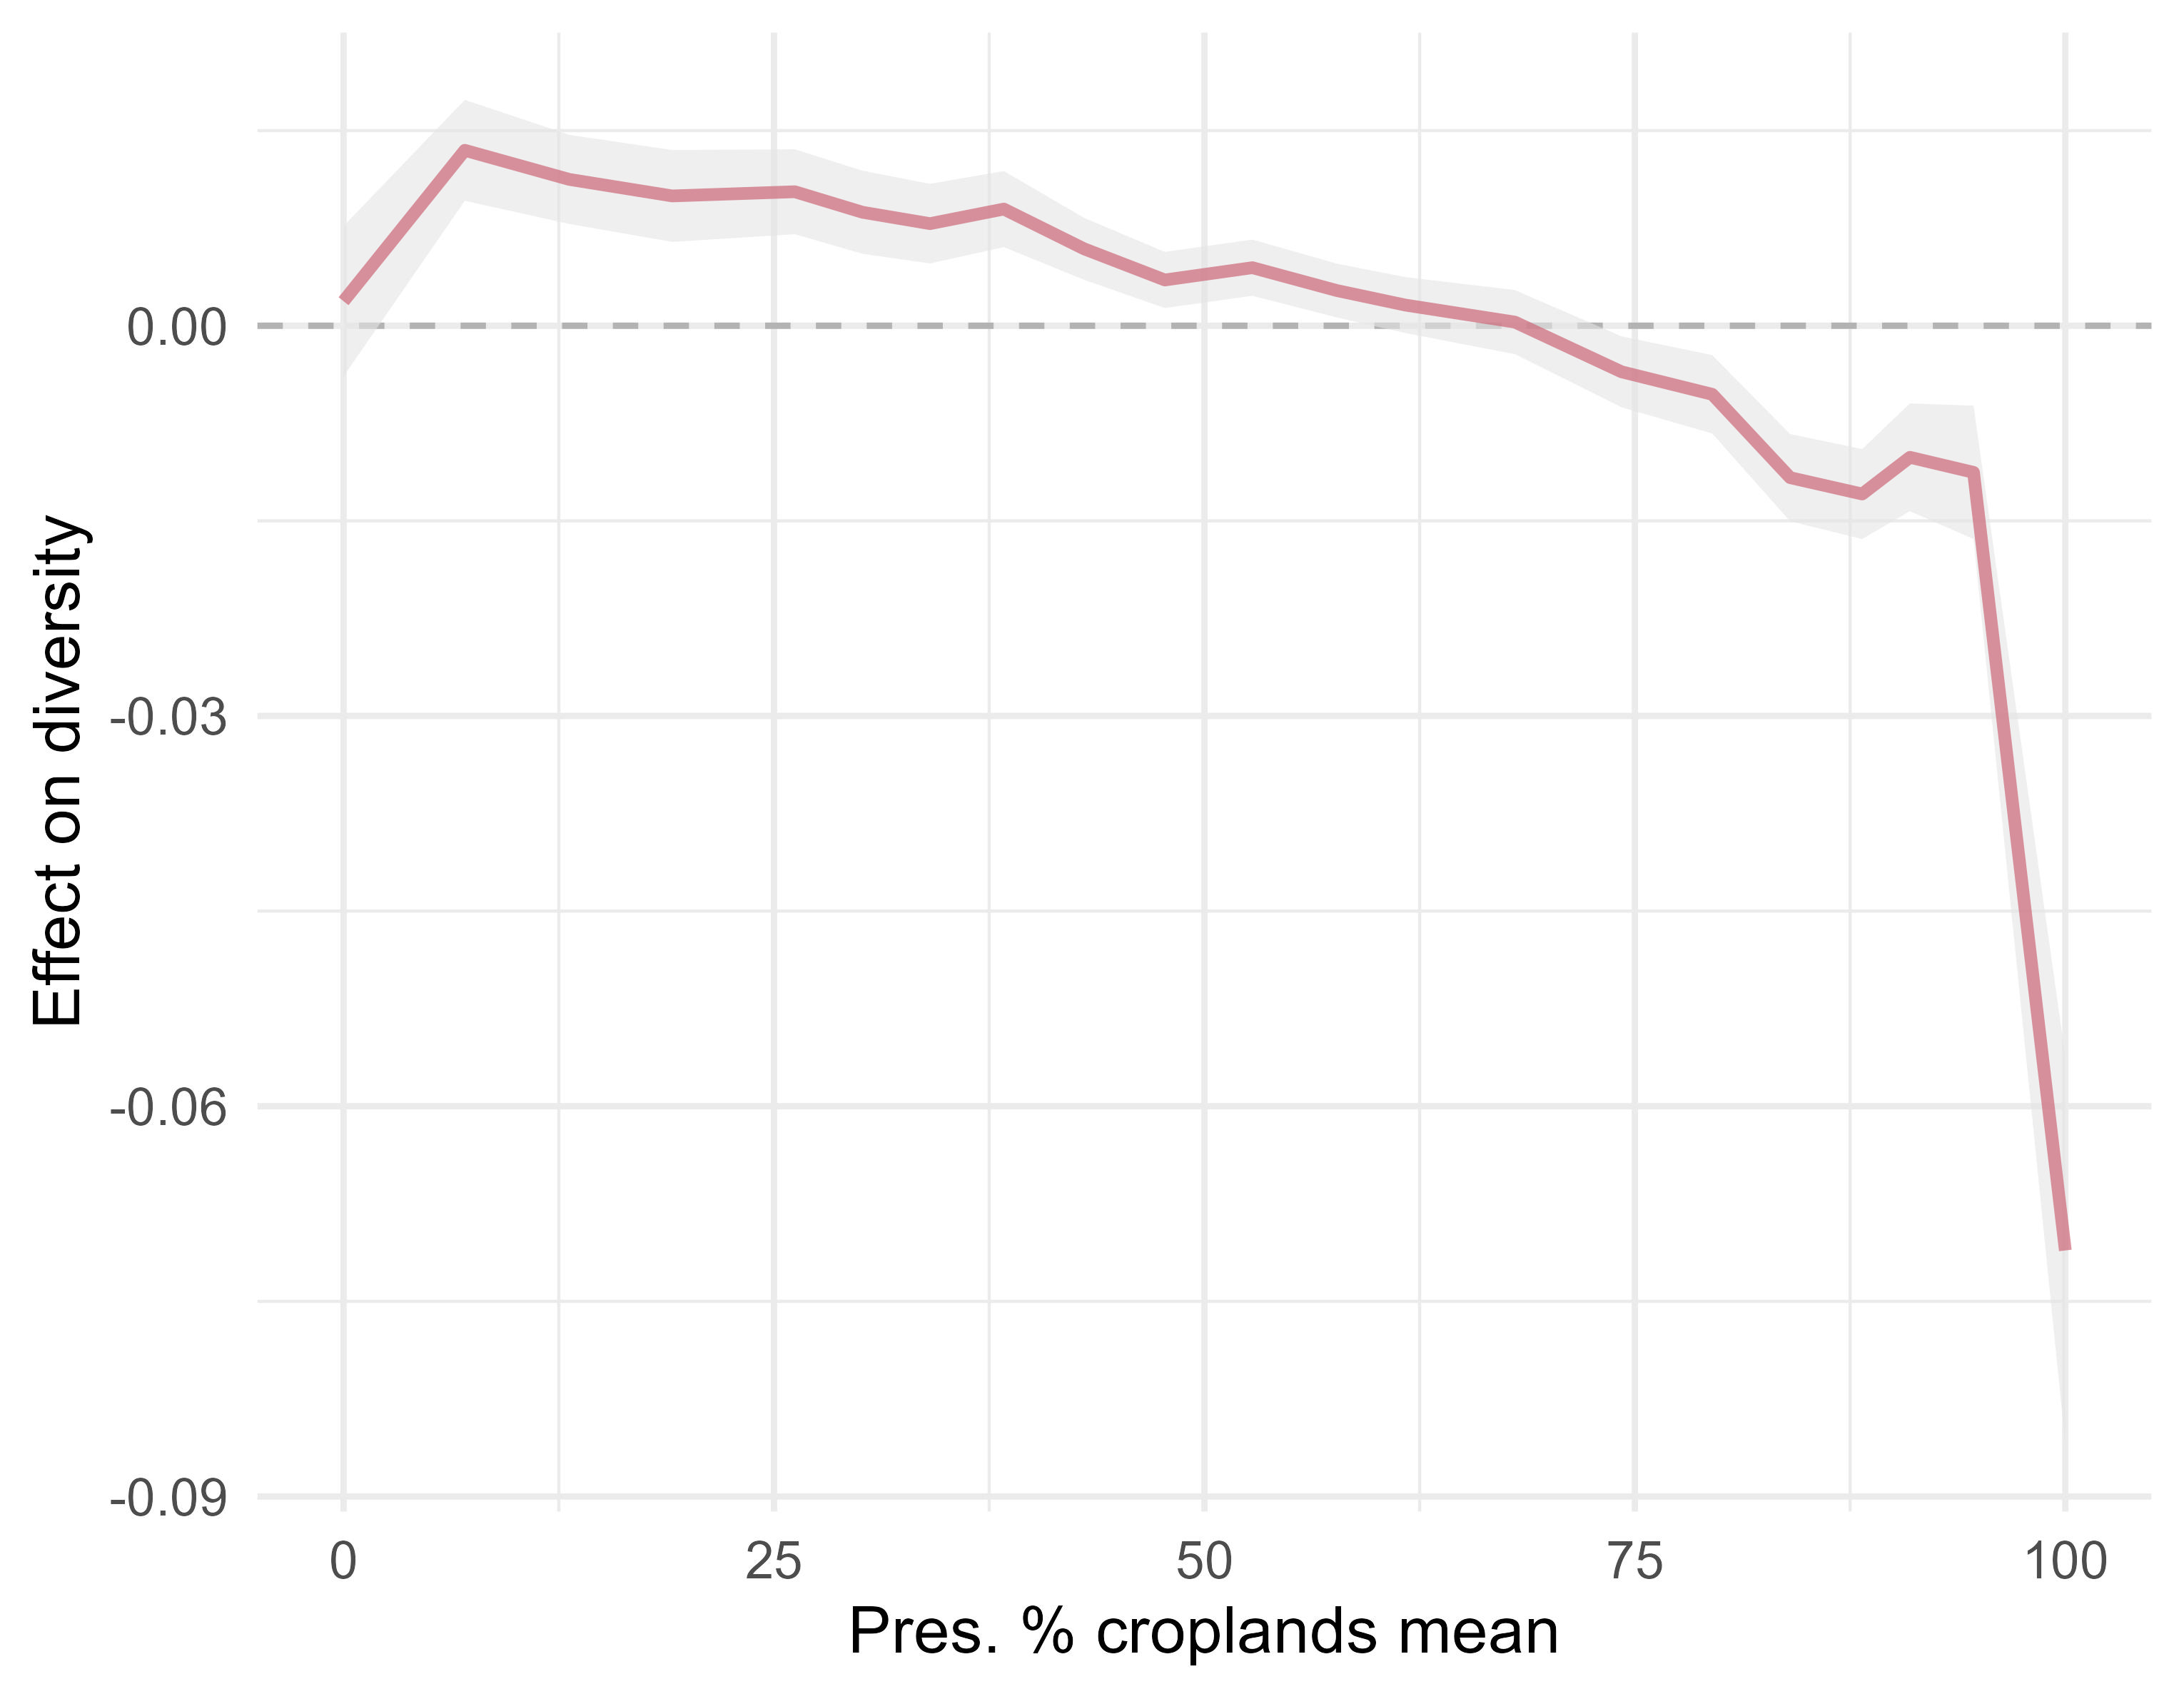 Effect on diversity
0.00
-0.03
-0.06
-0.09
0 25 50 75 100
Pres. % croplands mean